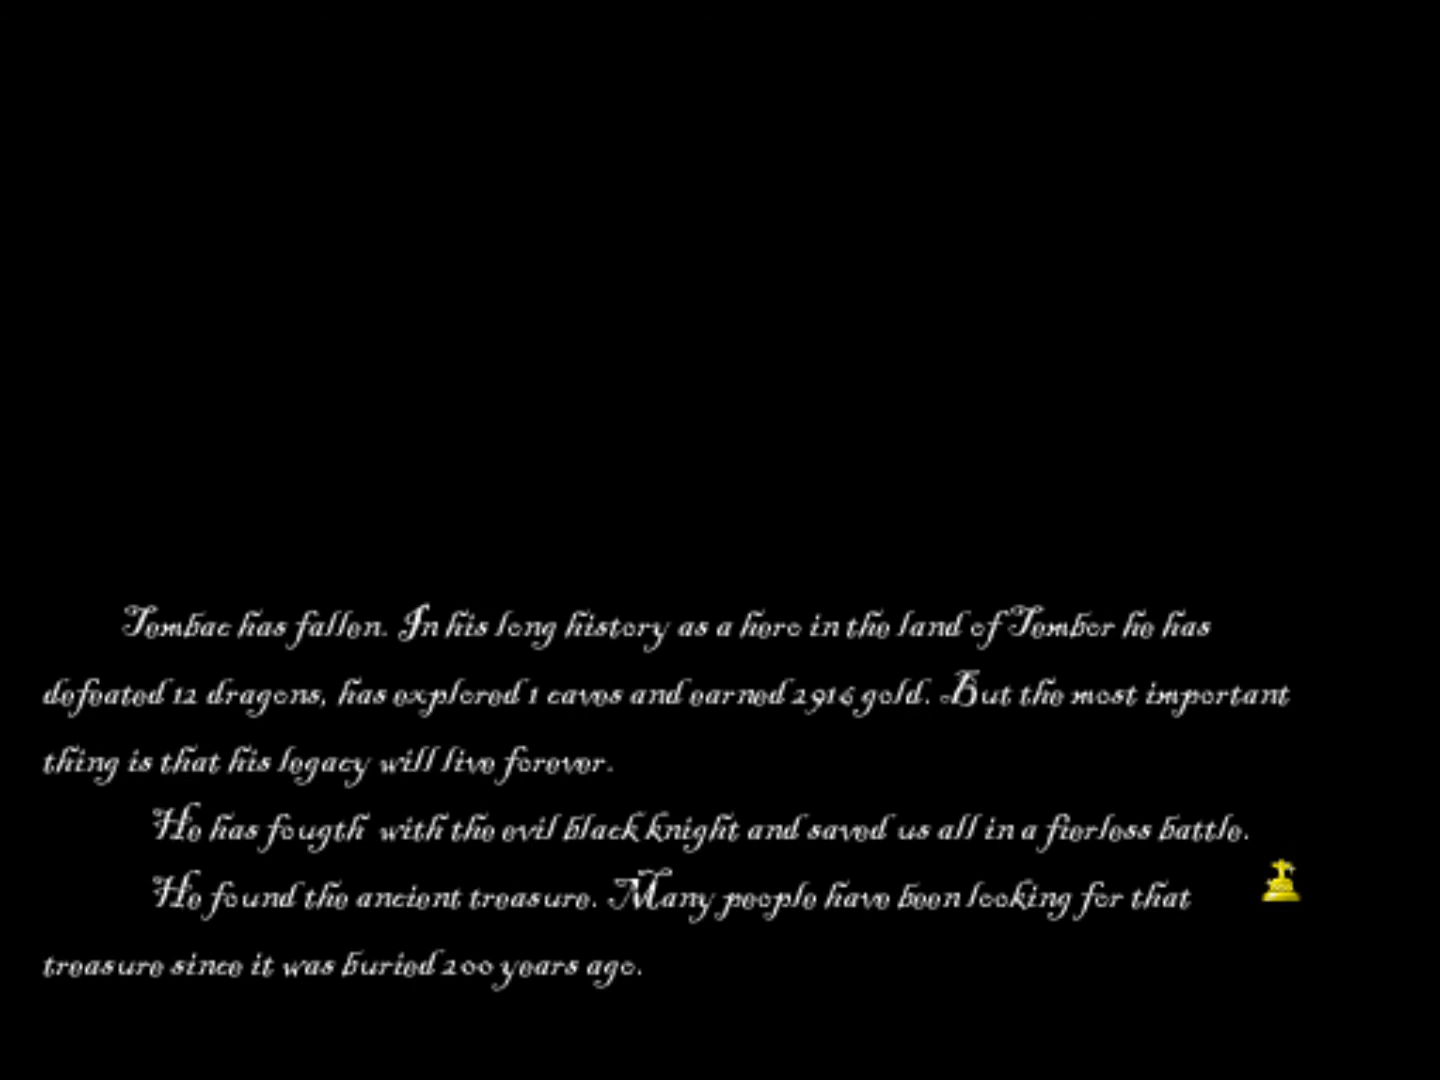 Tembac has fallen. In his long history as a hero in the land of Tembor he has
defeated 12 dragons, has explored 1 caves and earned 2916 gold. But the most important
thing is that his legacy will live forever.
He has fougth with the evil black knight and saved us all in a fierless battle.
He found the ancient treasure. Many people have been looking for that
treasure since it was buried 200 years ago.